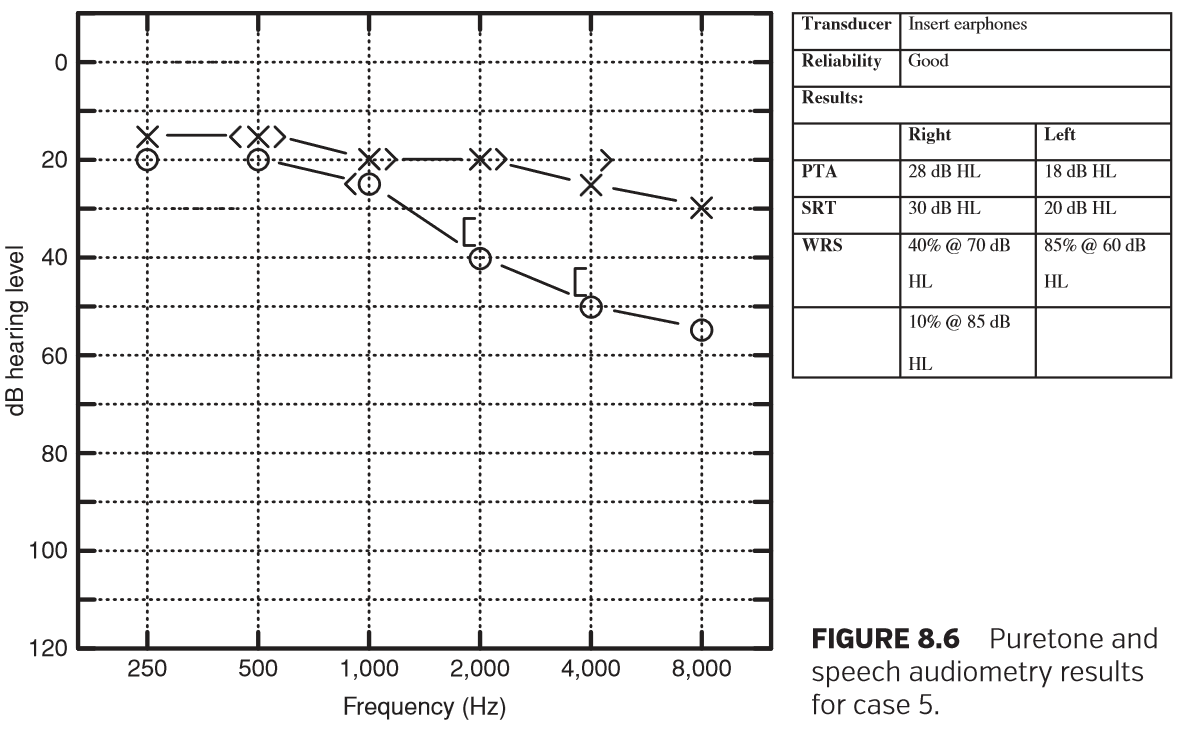 0
20
40
60
80
100
120
dB hearing level
250 500 1,000 2,000 4,000 8,000
Frequency (Hz)
Transducer Insert earphones
Reliability Good
Results:
Right Left
PTA 28 dB HL 18 dB HL
SRT 30 dB HL 20 dB HL
WRS 40% @ 70 dB 85% @ 60 dB
HL HL
10% @ 85 dB
HL
FIGURE 8.6 Puretone and
speech audiometry results
for case 5.